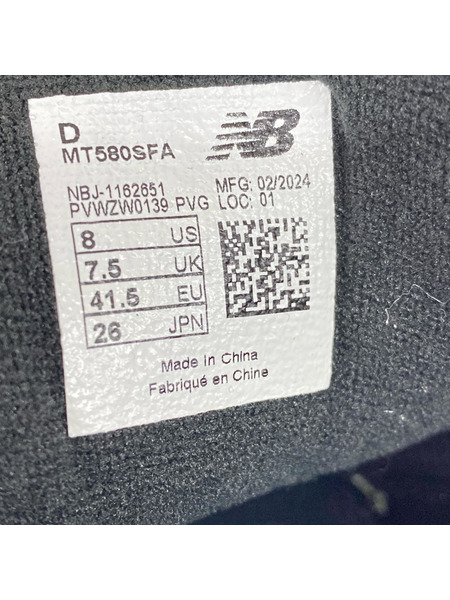 D
MT580SFA
NB
NBJ-1162651 MFG: 02/2024
PVWZW0139 PVG LOC: 01
8 US
7.5 UK
41.5 EU
26 JPN
Made in China
Fabriqué en Chine